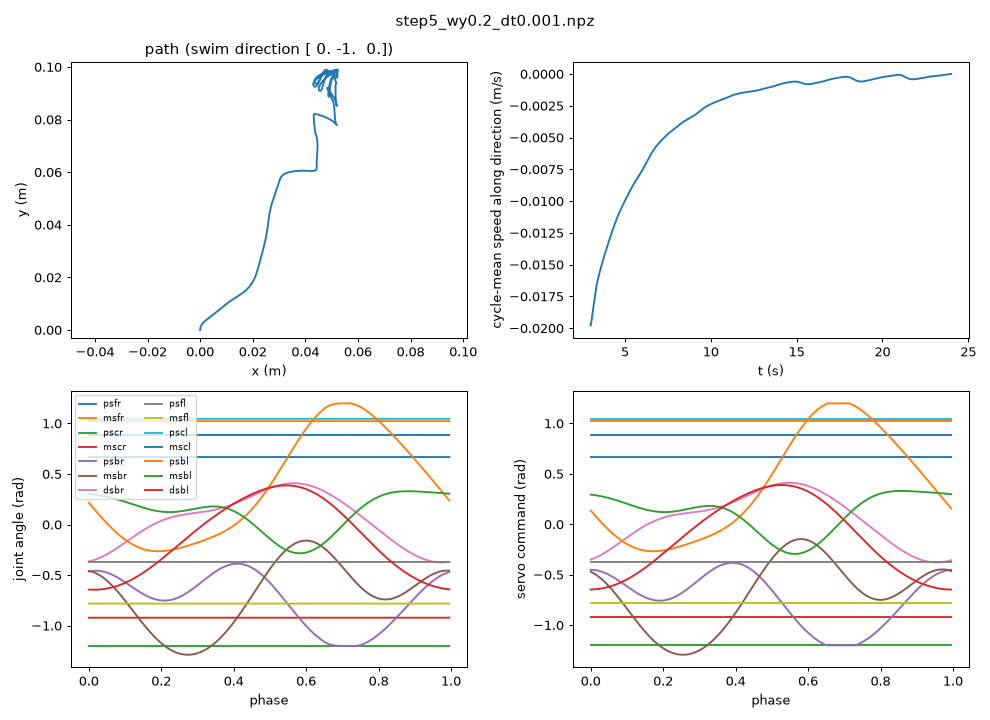 step5_wy0.2_dt0.001.npz
path (swim direction [ 0. -1. 0.])
0.10
0.08
0.06
0.04
0.02
0.00
y (m)
−0.04 −0.02 0.00 0.02 0.04 0.06 0.08 0.10
x (m)
0.0000
−0.0025
−0.0050
−0.0075
−0.0100
−0.0125
−0.0150
−0.0175
−0.0200
cycle-mean speed along direction (m/s)
5 10 15 20 25
t (s)
psfr psfl
msfr msfl
pscr pscl
mscr mscl
psbr psbl
msbr msbl
dsbr dsbl
1.0
0.5
0.0
−0.5
−1.0
joint angle (rad)
0.0 0.2 0.4 0.6 0.8 1.0
phase
1.0
0.5
0.0
−0.5
−1.0
servo command (rad)
0.0 0.2 0.4 0.6 0.8 1.0
phase